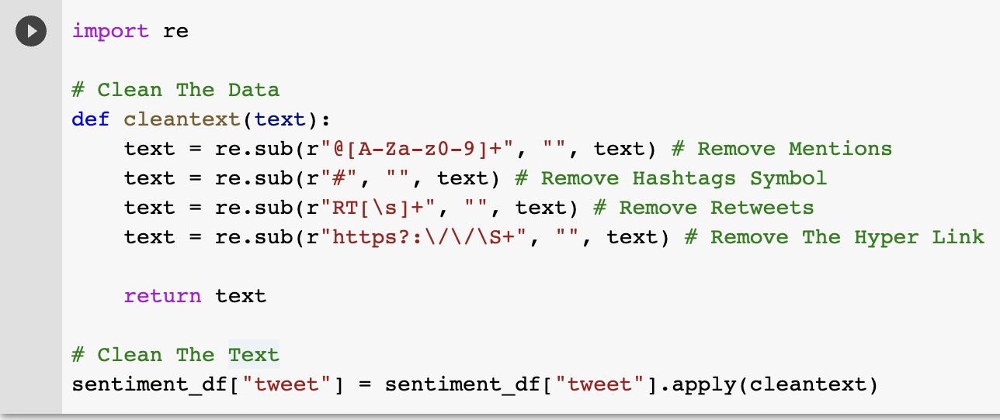 import re
# Clean The Data
def cleantext(text):
    text = re.sub(r"@[A-Za-z0-9]+", "", text) # Remove Mentions
    text = re.sub(r"#", "", text) # Remove Hashtags Symbol
    text = re.sub(r"RT[\s]+", "", text) # Remove Retweets
    text = re.sub(r"https?:\/\/\S+", "", text) # Remove The Hyper Link
    return text
# Clean The Text
sentiment_df["tweet"] = sentiment_df["tweet"].apply(cleantext)